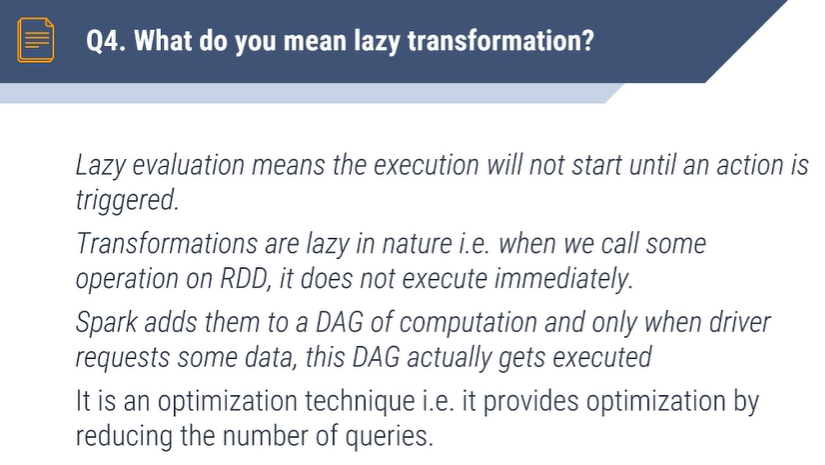 Q4. What do you mean lazy transformation?
Lazy evaluation means the execution will not start until an action is
triggered.
Transformations are lazy in nature i.e. when we call some
operation on RDD, it does not execute immediately.
Spark adds them to a DAG of computation and only when driver
requests some data, this DAG actually gets executed
It is an optimization technique i.e. it provides optimization by
reducing the number of queries.